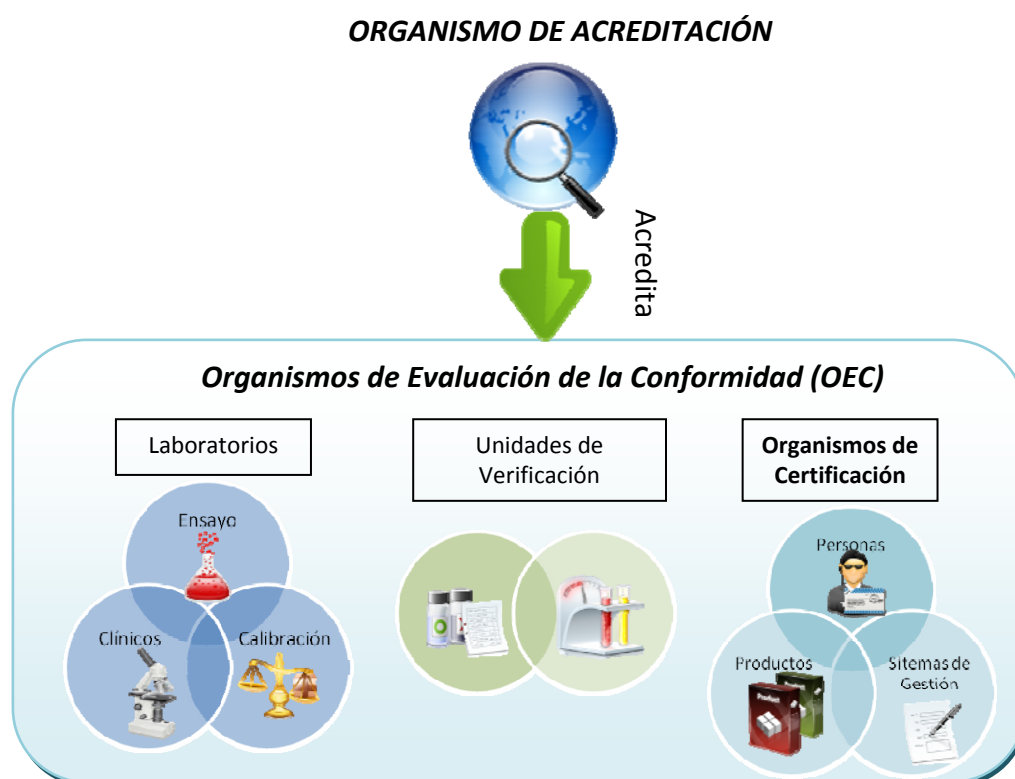 ORGANISMO DE ACREDITACIÓN
Acredita
Organismos de Evaluación de la Conformidad (OEC)
Laboratorios
Unidades de
Verificación
Organismos de
Certificación
Ensayo
Clínicos
Calibración
Personas
Productos
Sitemas de
Gestión
Product